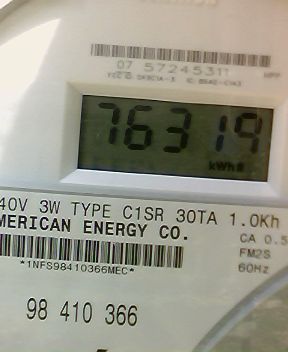 07 57245311
76319
kWh
40V 3W TYPE C1SR 30TA 1.0Kh
MERICAN ENERGY CO.
CA 0.5
FM2S
*1NFS98410366MEC*
60Hz
98 410 366